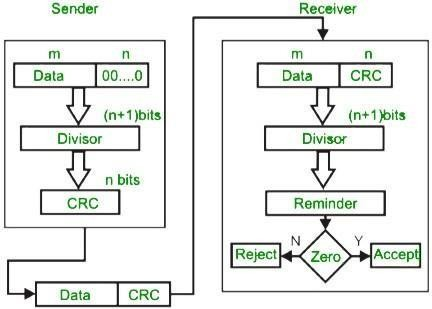 Sender
m n
Data 00....0
(n+1)bits
Divisor
n bits
CRC
Data CRC
Receiver
m n
Data CRC
(n+1)bits
Divisor
Reminder
Reject N Zero Y Accept